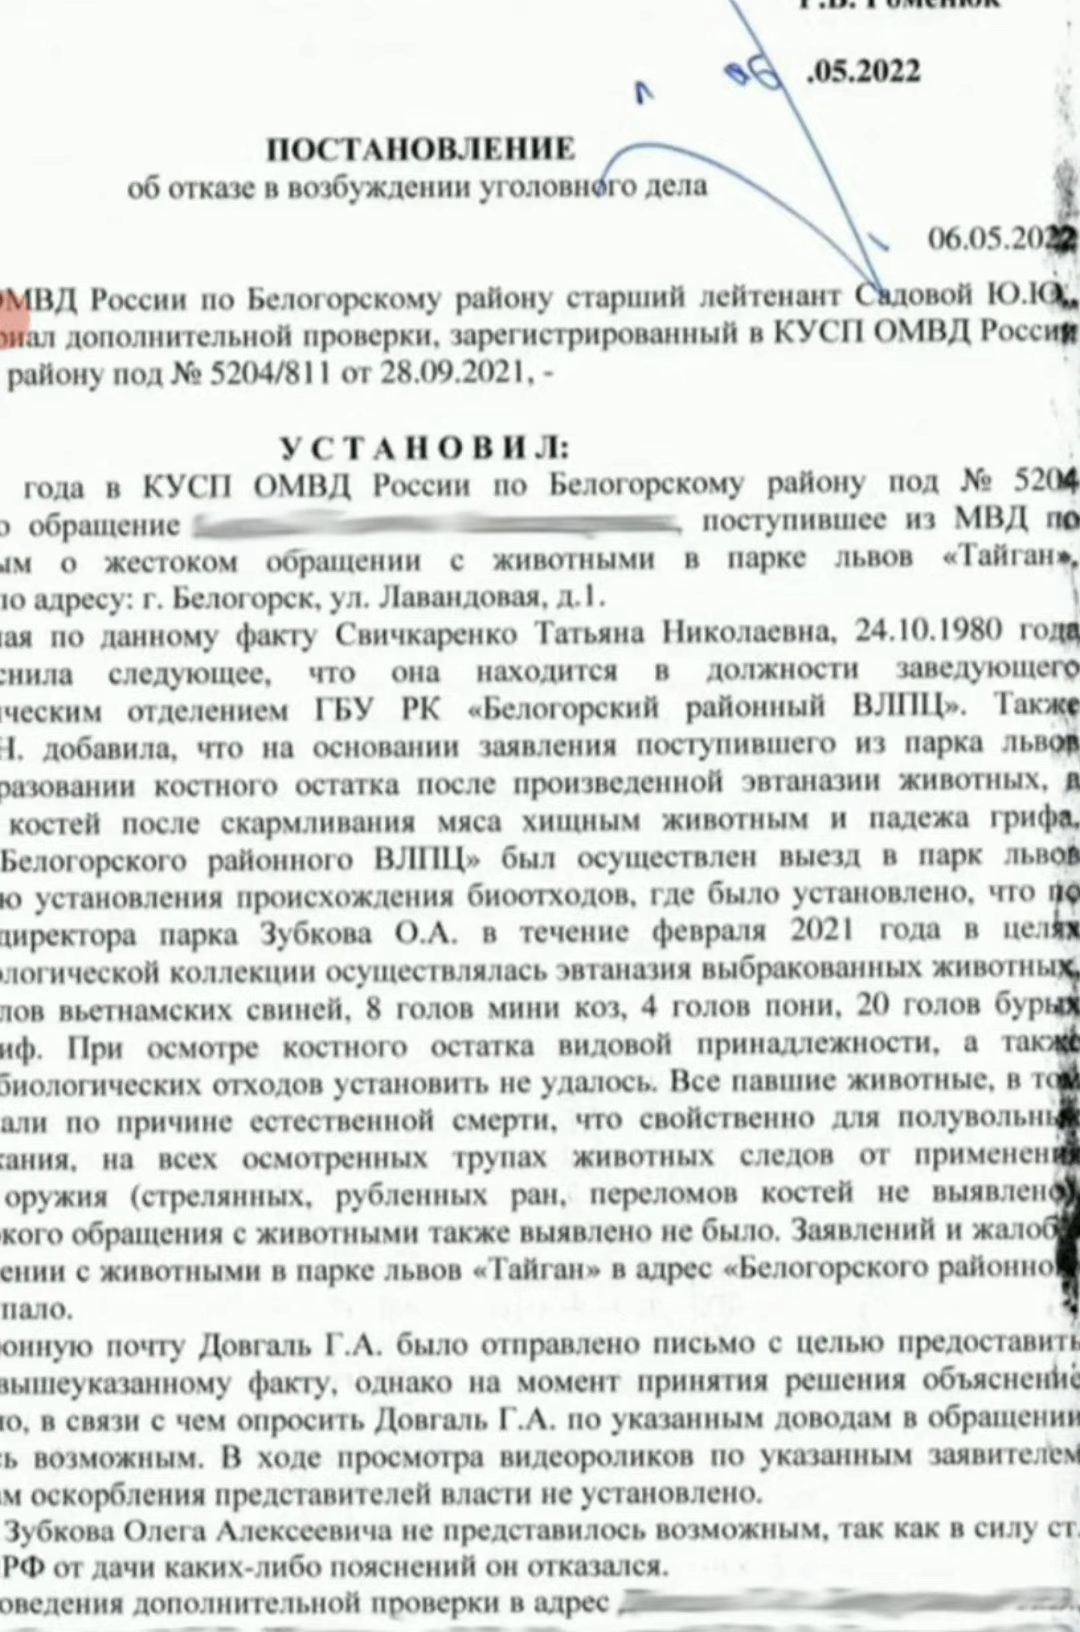 .05.2022
ПОСТАНОВЛЕНИЕ
об отказе в возбуждении уголовного дела
06.05.2022
ОМВД России по Белогорскому району старший лейтенант Садовой Ю.Ю.,
риал дополнительной проверки, зарегистрированный в КУСП ОМВД России
району под № 5204/811 от 28.09.2021, -
У С Т А Н О В И Л:
года в КУСП ОМВД России по Белогорскому району под № 5204
о обращение , поступившее из МВД по
ым о жестоком обращении с животными в парке львов «Тайган»,
по адресу: г. Белогорск, ул. Лавандовая, д.1.
ная по данному факту Свичкаренко Татьяна Николаевна, 24.10.1980 года
снила следующее, что она находится в должности заведующего
ическим отделением ГБУ РК «Белогорский районный ВЛПЦ». Также
Н. добавила, что на основании заявления поступившего из парка львов
разовании костного остатка после произведенной эвтаназии животных, а
костей после скармливания мяса хищным животным и падежа грифа,
Белогорского районного ВЛПЦ» был осуществлен выезд в парк львов
ю установления происхождения биоотходов, где было установлено, что по
директора парка Зубкова О.А. в течение февраля 2021 года в целях
ологической коллекции осуществлялась эвтаназия выбракованных животных,
лов вьетнамских свиней, 8 голов мини коз, 4 голов пони, 20 голов бурых
иф. При осмотре костного остатка видовой принадлежности, а также
биологических отходов установить не удалось. Все павшие животные, в том
али по причине естественной смерти, что свойственно для полувольных
кания, на всех осмотренных трупах животных следов от применения
оружия (стрелянных, рубленных ран, переломов костей не выявлено),
окого обращения с животными также выявлено не было. Заявлений и жалоб
ении с животными в парке львов «Тайган» в адрес «Белогорского районного
пало.
онную почту Довгаль Г.А. было отправлено письмо с целью предоставить
вышеуказанному факту, однако на момент принятия решения объяснение
но, в связи с чем опросить Довгаль Г.А. по указанным доводам в обращении
сь возможным. В ходе просмотра видеороликов по указанным заявителем
ам оскорбления представителей власти не установлено.
Зубкова Олега Алексеевича не представилось возможным, так как в силу ст.
РФ от дачи каких-либо пояснений он отказался.
оведения дополнительной проверки в адрес